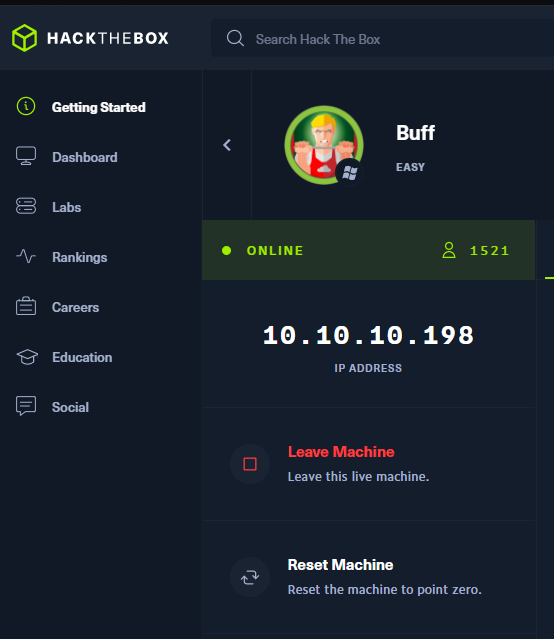 HACKTHEBOX
Search Hack The Box
Getting Started
Dashboard
Labs
Rankings
Careers
Education
Social
Buff
EASY
ONLINE
1521
10.10.10.198
IP ADDRESS
Leave Machine
Leave this live machine.
Reset Machine
Reset the machine to point zero.